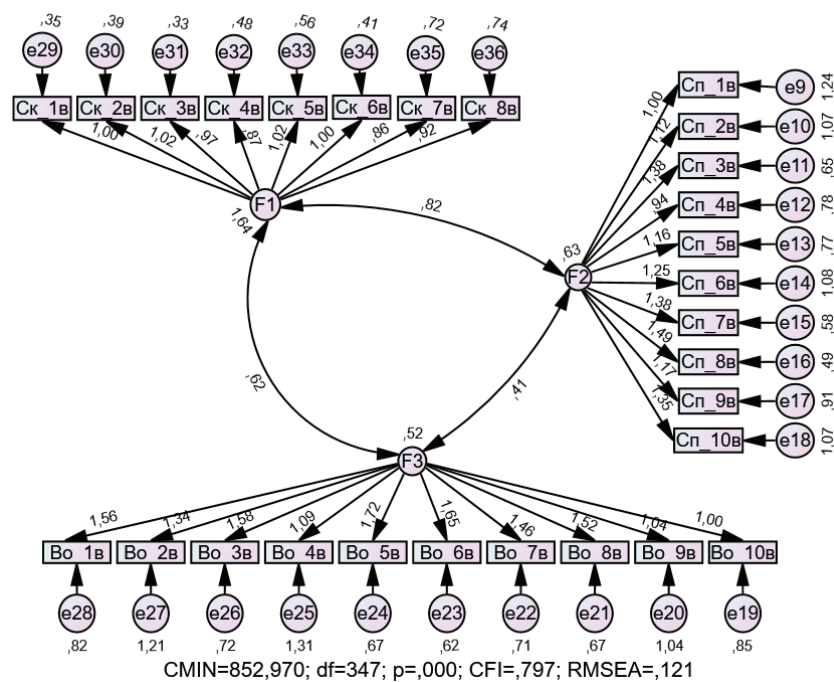 ,35 ,39 ,33 ,48 ,56 ,41 ,72 ,74
e29 e30 e31 e32 e33 e34 e35 e36
Ск_1в Ск_2в Ск_3в Ск_4в Ск_5в Ск_6в Ск_7в Ск_8в
1,00 1,02 ,97 ,87 1,02 1,00 ,86 ,92
F1
1,64
,82
,63
F2
1,00 Сп_1в e9 1,24
1,12 Сп_2в e10 1,07
1,38 Сп_3в e11 ,65
,94 Сп_4в e12 ,78
1,16 Сп_5в e13 ,77
1,25 Сп_6в e14 1,08
1,38 Сп_7в e15 ,58
1,49 Сп_8в e16 ,49
1,17 Сп_9в e17 ,91
1,35 Сп_10в e18 1,07
,62
,41
,52
F3
1,56 1,34 1,58 1,09 1,72 1,65 1,46 1,52 1,04 1,00
Во_1в Во_2в Во_3в Во_4в Во_5в Во_6в Во_7в Во_8в Во_9в Во_10в
e28 e27 e26 e25 e24 e23 e22 e21 e20 e19
,82 1,21 ,72 1,31 ,67 ,62 ,71 ,67 1,04 ,85
CMIN=852,970; df=347; p=,000; CFI=,797; RMSEA=,121